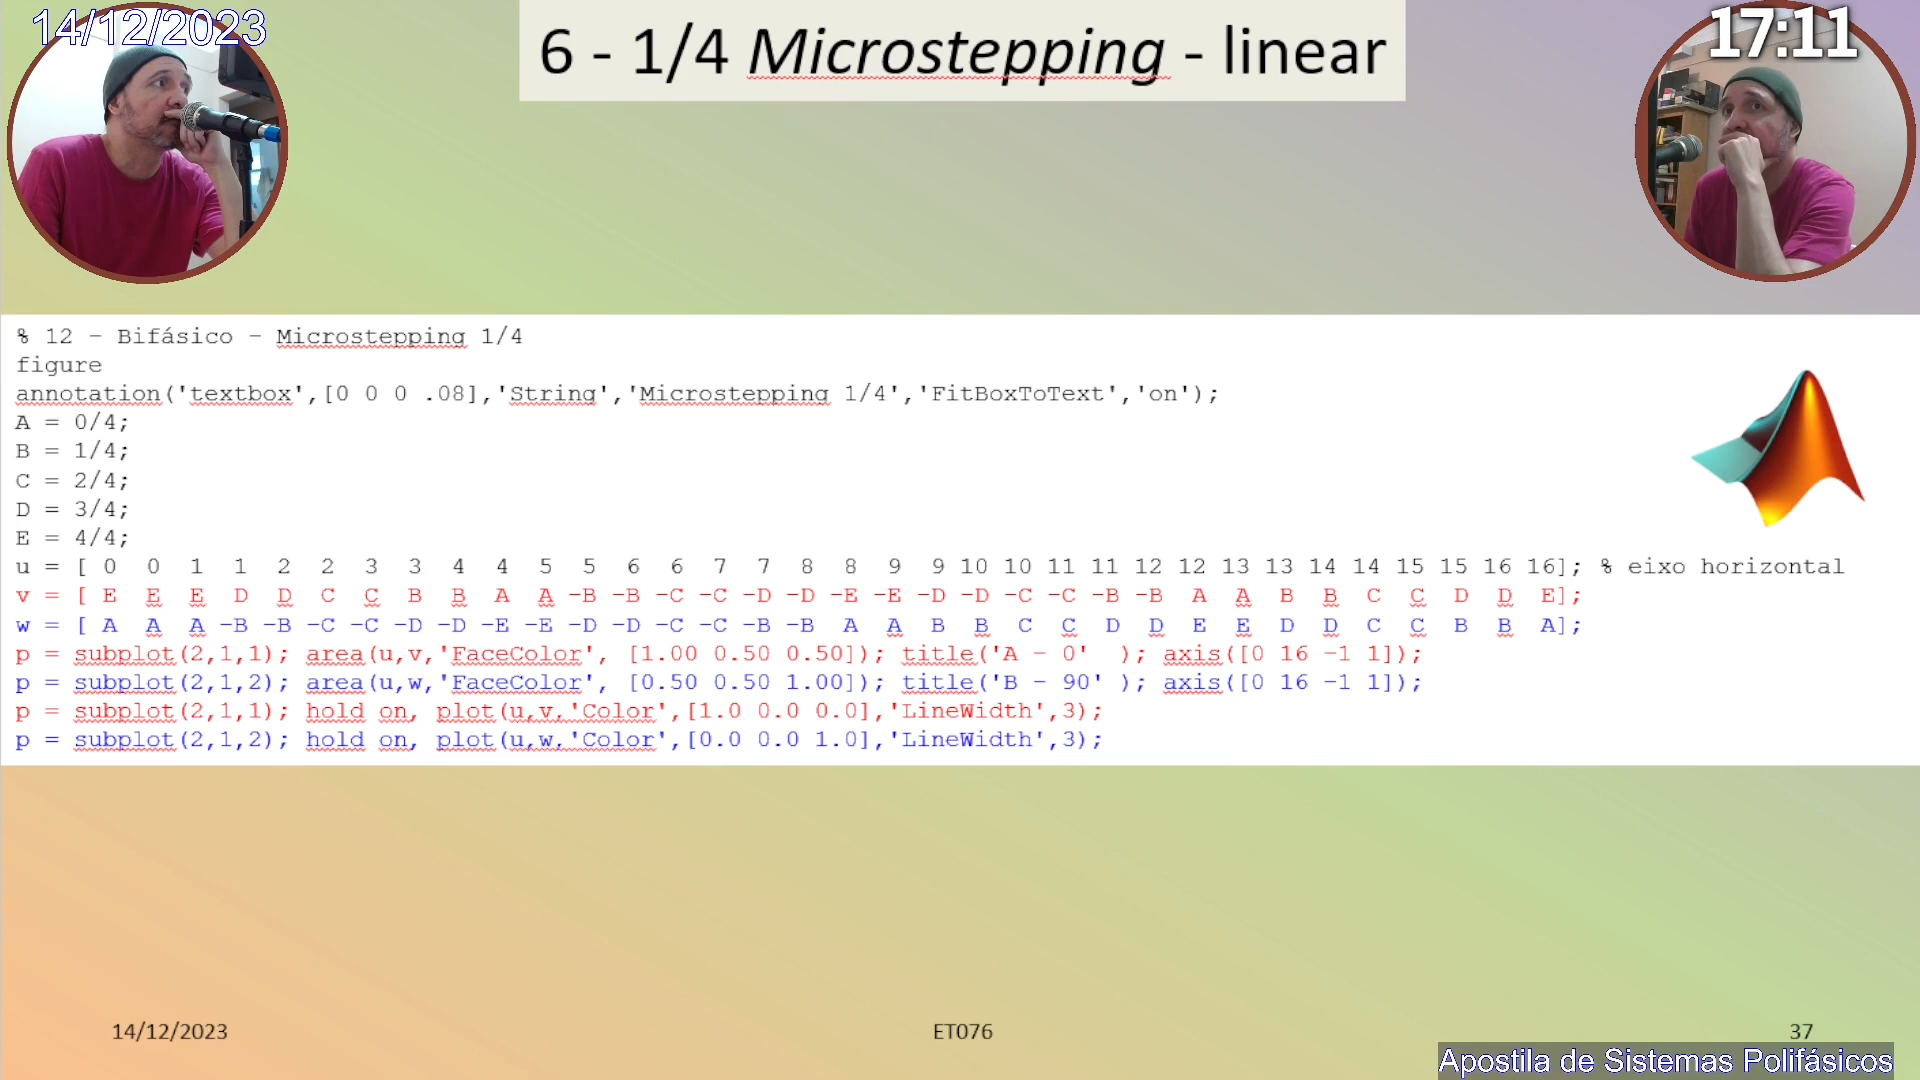 14/12/2023
6 - 1/4 Microstepping - linear
17:11
% 12 - Bifásico - Microstepping 1/4
figure
annotation('textbox',[0 0 0 .08],'String','Microstepping 1/4','FitBoxToText','on');
A = 0/4;
B = 1/4;
C = 2/4;
D = 3/4;
E = 4/4;
u = [ 0 0 1 1 2 2 3 3 4 4 5 5 6 6 7 7 8 8 9 9 10 10 11 11 12 12 13 13 14 14 15 15 16 16]; % eixo horizontal
v = [ E E E D D C C B B A A -B -B -C -C -D -D -E -E -D -D -C -C -B -B A A B B C C D D E];
w = [ A A A -B -B -C -C -D -D -E -E -D -D -C -C -B -B A A B B C C D D E E D D C C B B A];
p = subplot(2,1,1); area(u,v,'FaceColor', [1.00 0.50 0.50]); title('A - 0' ); axis([0 16 -1 1]);
p = subplot(2,1,2); area(u,w,'FaceColor', [0.50 0.50 1.00]); title('B - 90' ); axis([0 16 -1 1]);
p = subplot(2,1,1); hold on, plot(u,v,'Color',[1.0 0.0 0.0],'LineWidth',3);
p = subplot(2,1,2); hold on, plot(u,w,'Color',[0.0 0.0 1.0],'LineWidth',3);
14/12/2023
ET076
37
Apostila de Sistemas Polifásicos